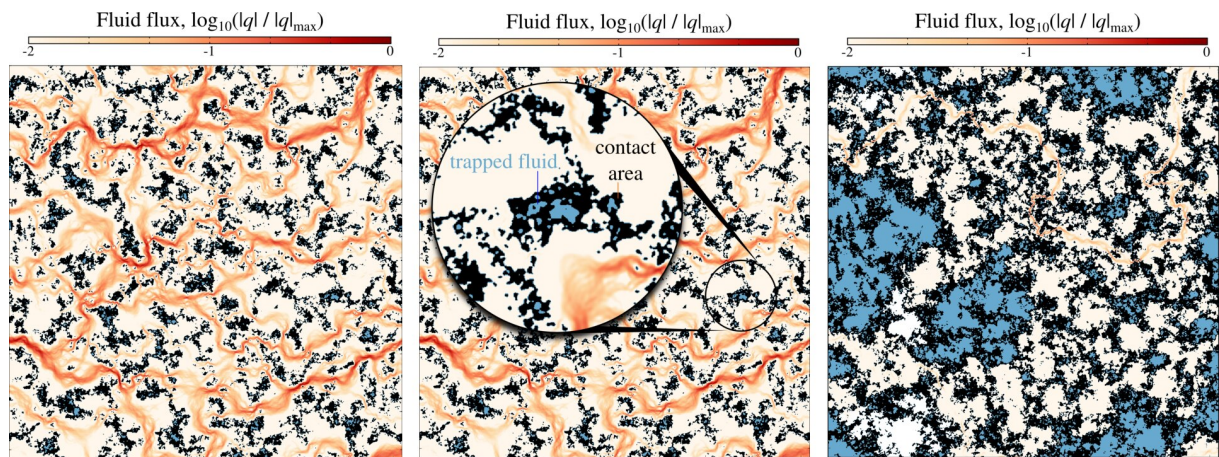 Fluid flux, log₁₀(|q| / |q|ₘₐₓ)
-2 -1 0
Fluid flux, log₁₀(|q| / |q|ₘₐₓ)
-2 -1 0
trapped fluid
contact
area
Fluid flux, log₁₀(|q| / |q|ₘₐₓ)
-2 -1 0